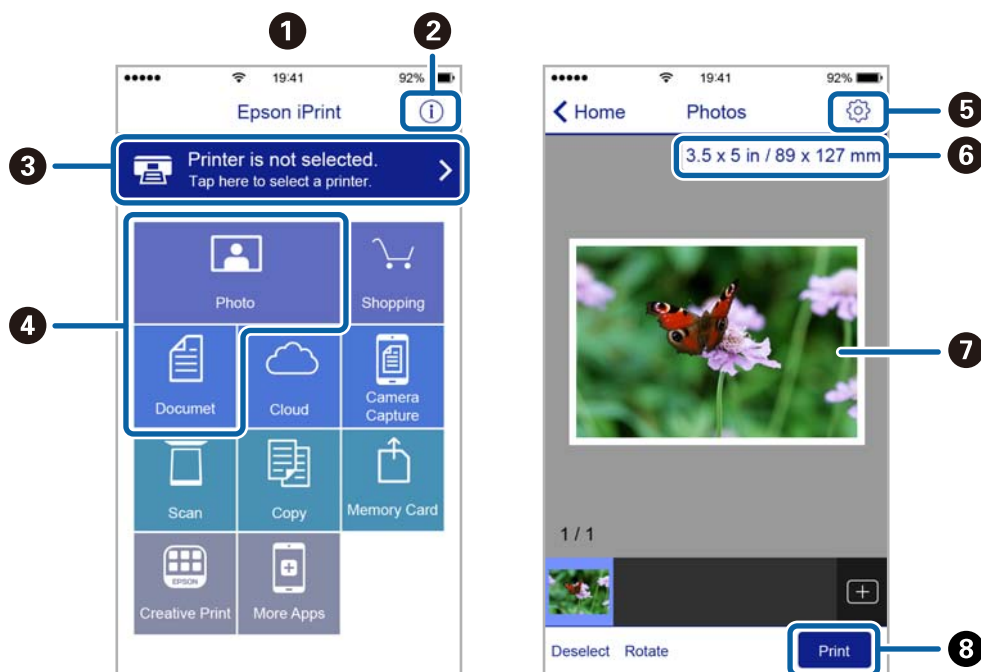 1
2
19:41
92%
Epson iPrint
i
3
Printer is not selected.
Tap here to select a printer.
4
Photo
Shopping
Documet
Cloud
Camera
Capture
Scan
Copy
Memory Card
EPSON
Creative Print
More Apps
19:41
92%
Home
Photos
5
3.5 x 5 in / 89 x 127 mm
6
7
1 / 1
Deselect
Rotate
Print
8